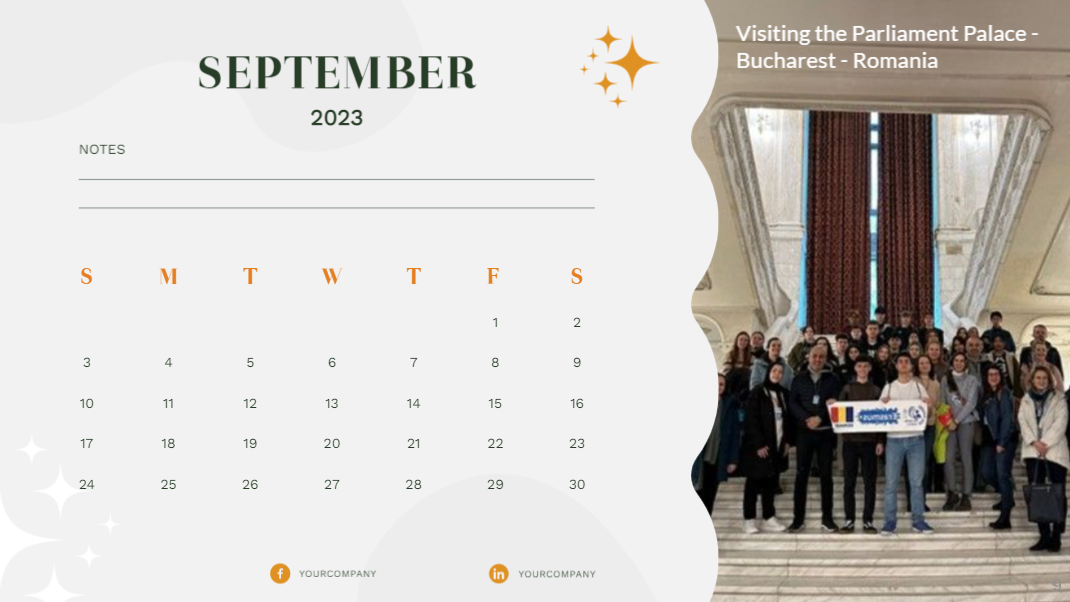 SEPTEMBER
2023
NOTES
S M T W T F S
1 2
3 4 5 6 7 8 9
10 11 12 13 14 15 16
17 18 19 20 21 22 23
24 25 26 27 28 29 30
f YOURCOMPANY in YOURCOMPANY
Visiting the Parliament Palace -
Bucharest - Romania